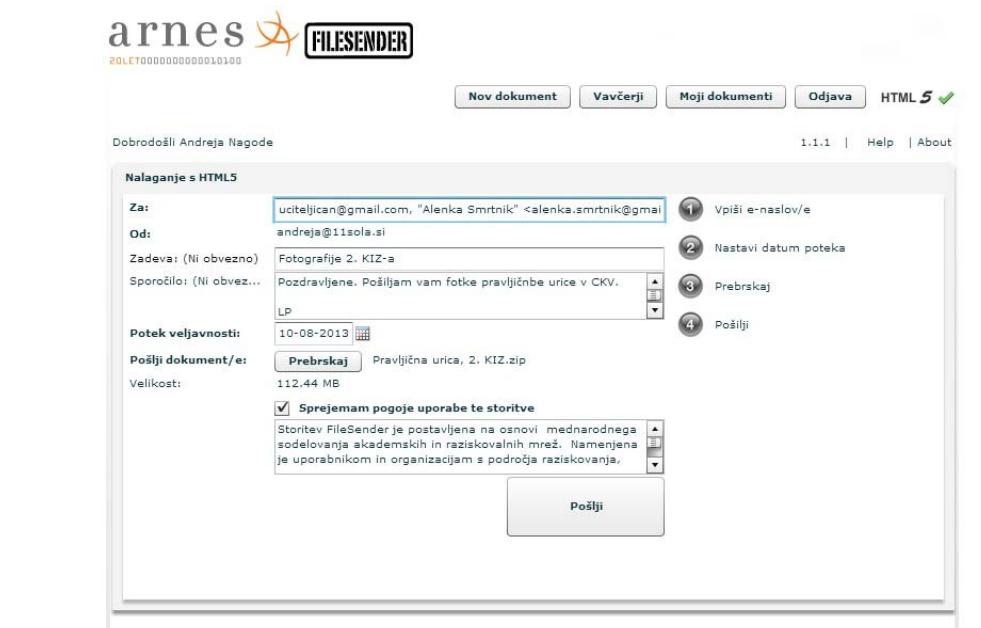 arnes FILESENDER
20LET0000000000010100
Nov dokument Vavčerji Moji dokumenti Odjava HTML 5
Dobrodošli Andreja Nagode 1.1.1 | Help | About
Nalaganje s HTML5
Za: uciteljican@gmail.com, "Alenka Smrtnik" <alenka.smrtnik@gmai
Od: andreja@11sola.si
Zadeva: (Ni obvezno) Fotografije 2. KIZ-a
Sporočilo: (Ni obvez... Pozdravljene. Pošiljam vam fotke pravljičnbe urice v CKV.
LP
Potek veljavnosti: 10-08-2013
Pošlji dokument/e: Prebrskaj Pravljična urica, 2. KIZ.zip
Velikost: 112.44 MB
Sprejemam pogoje uporabe te storitve
Storitev FileSender je postavljena na osnovi mednarodnega
sodelovanja akademskih in raziskovalnih mrež. Namenjena
je uporabnikom in organizacijam s področja raziskovanja,
Pošlji
1 Vpiši e-naslov/e
2 Nastavi datum poteka
3 Prebrskaj
4 Pošilji